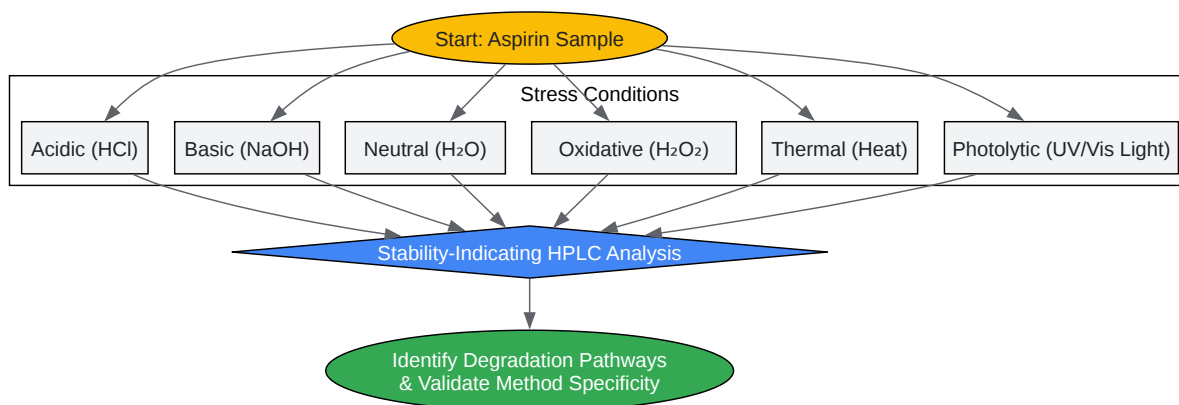 Start: Aspirin Sample
Stress Conditions
Acidic (HCl)
Basic (NaOH)
Neutral (H₂O)
Oxidative (H₂O₂)
Thermal (Heat)
Photolytic (UV/Vis Light)
Stability-Indicating HPLC Analysis
Identify Degradation Pathways
& Validate Method Specificity